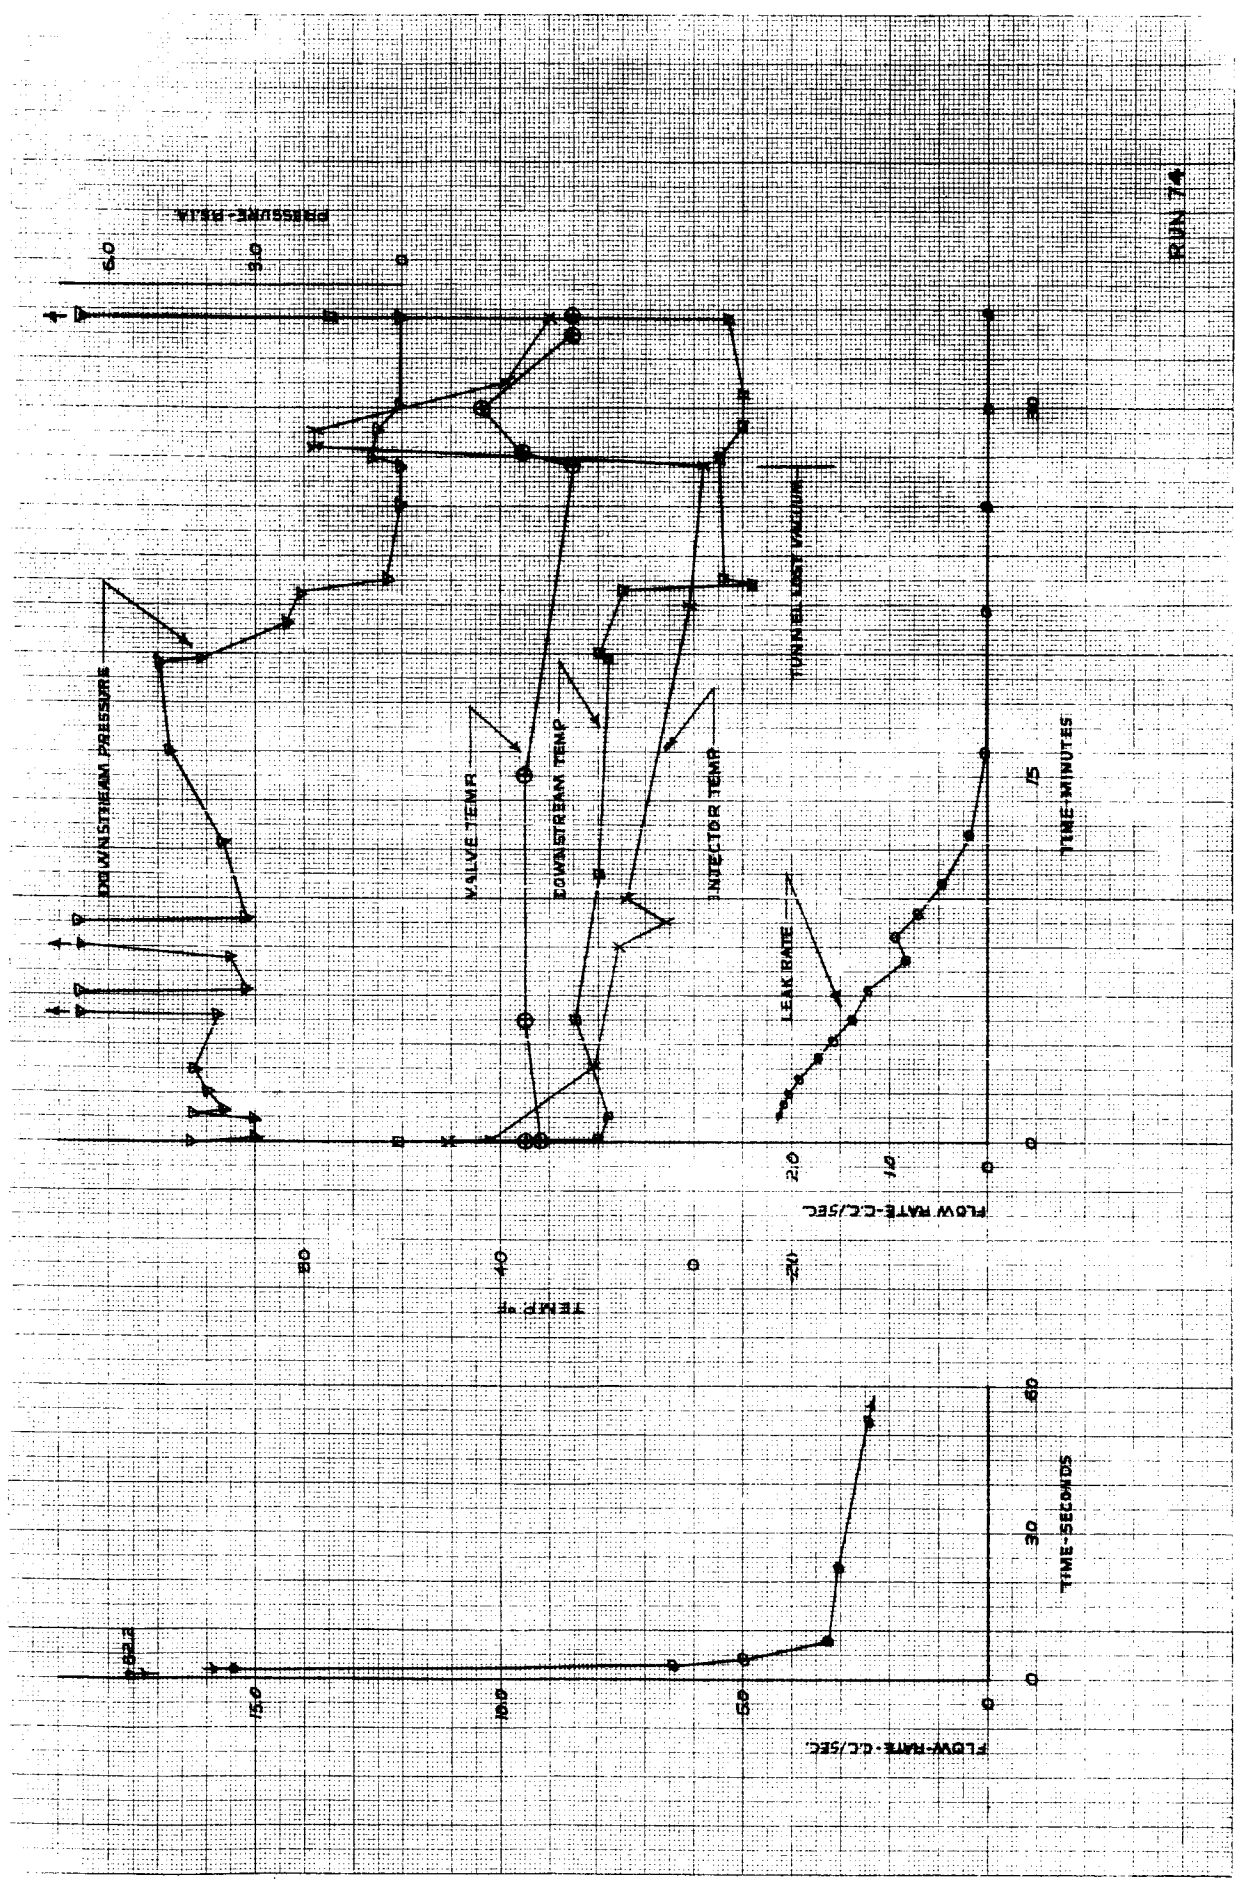 RUN 74
PRESSURE-PSIA
6.0
3.0
0
DOWNSTREAM PRESSURE
VALVE TEMP
DOWNSTREAM TEMP
INJECTOR TEMP
TUNNEL LOST VACUUM
LEAK RATE
TEMP °F
80
40
0
-20
FLOW RATE-C.C./SEC.
2.0
1.0
0
0
15
30
TIME-MINUTES
62.2
FLOW-RATE-C.C./SEC.
15.0
10.0
5.0
0
0
30
60
TIME-SECONDS